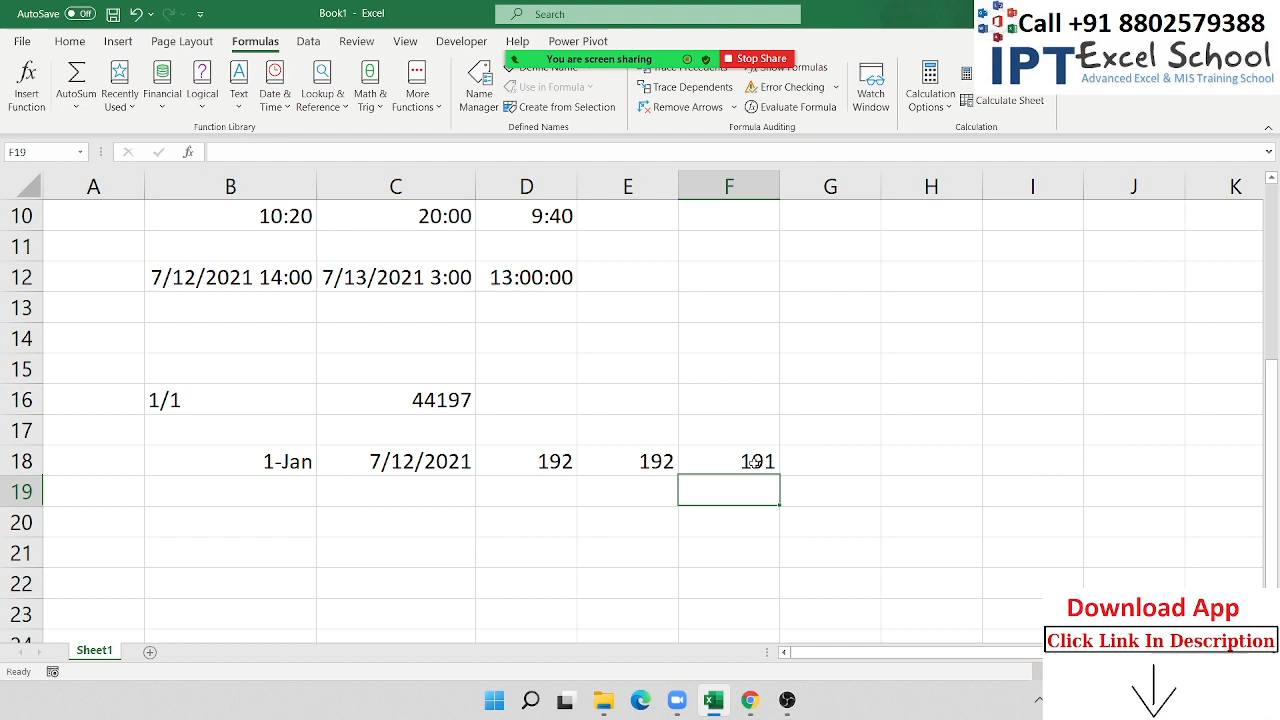 AutoSave Off
Book1 - Excel
Search
Call +91 8802579388
IPT Excel School
Advanced Excel & MIS Training School
File Home Insert Page Layout Formulas Data Review View Developer Help Power Pivot
You are screen sharing Stop Share
Insert Function
AutoSum
Recently Used
Financial
Logical
Text
Date & Time
Lookup & Reference
Math & Trig
More Functions
Function Library
Name Manager
Define Name
Use in Formula
Create from Selection
Defined Names
Trace Precedents
Trace Dependents
Remove Arrows
Show Formulas
Error Checking
Evaluate Formula
Formula Auditing
Watch Window
Calculation Options
Calculate Sheet
Calculation
F19 fx
A B C D E F G H I J K
10 10:20 20:00 9:40
11
12 7/12/2021 14:00 7/13/2021 3:00 13:00:00
13
14
15
16 1/1 44197
17
18 1-Jan 7/12/2021 192 192 191
19
20
21
22
23
24
Sheet1
Ready
Download App
Click Link In Description